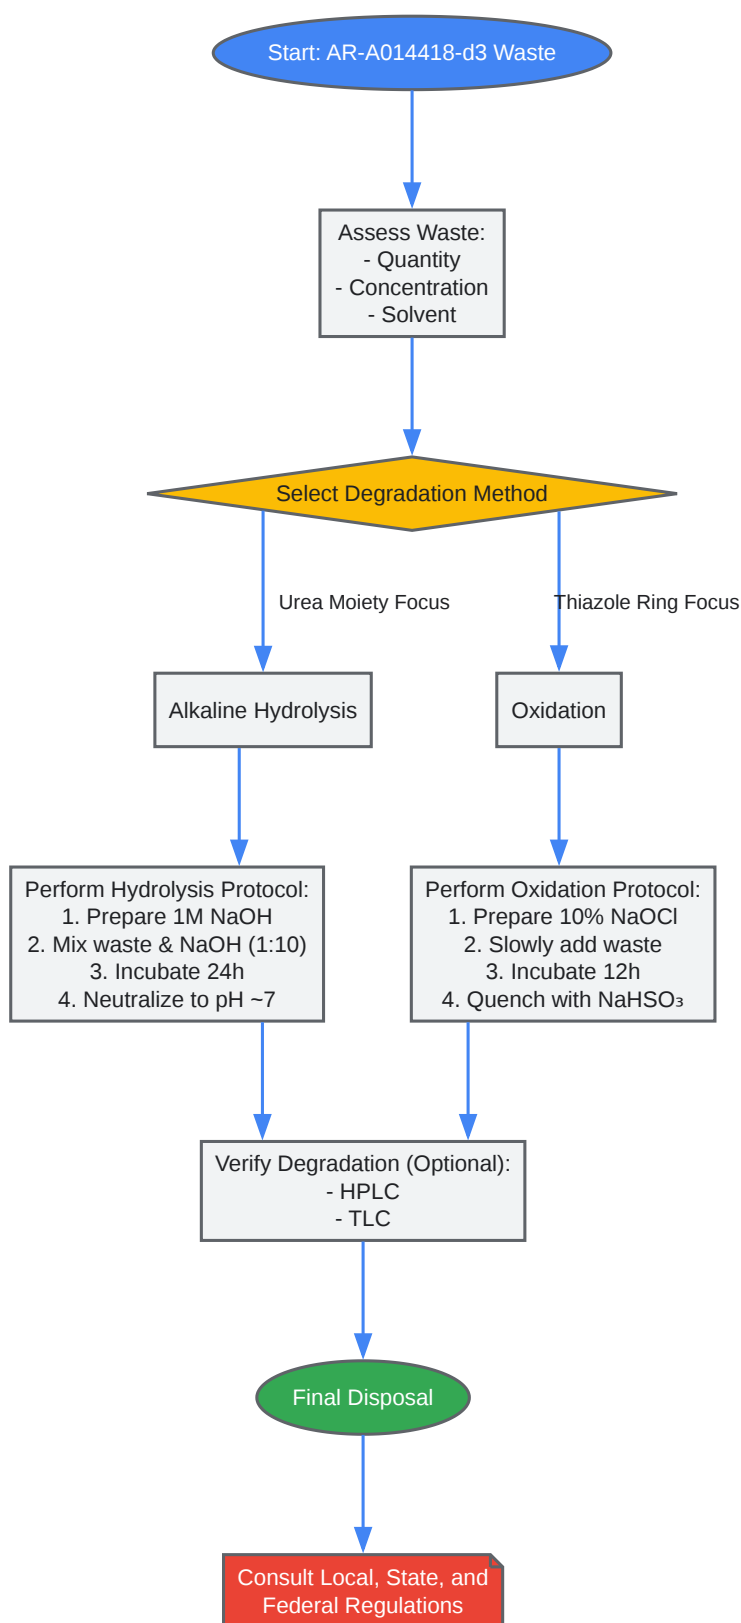 Start: AR-A014418-d3 Waste
Assess Waste:
- Quantity
- Concentration
- Solvent
Select Degradation Method
Urea Moiety Focus
Thiazole Ring Focus
Alkaline Hydrolysis
Oxidation
Perform Hydrolysis Protocol:
1. Prepare 1M NaOH
2. Mix waste & NaOH (1:10)
3. Incubate 24h
4. Neutralize to pH ~7
Perform Oxidation Protocol:
1. Prepare 10% NaOCl
2. Slowly add waste
3. Incubate 12h
4. Quench with NaHSO₃
Verify Degradation (Optional):
- HPLC
- TLC
Final Disposal
Consult Local, State, and
Federal Regulations